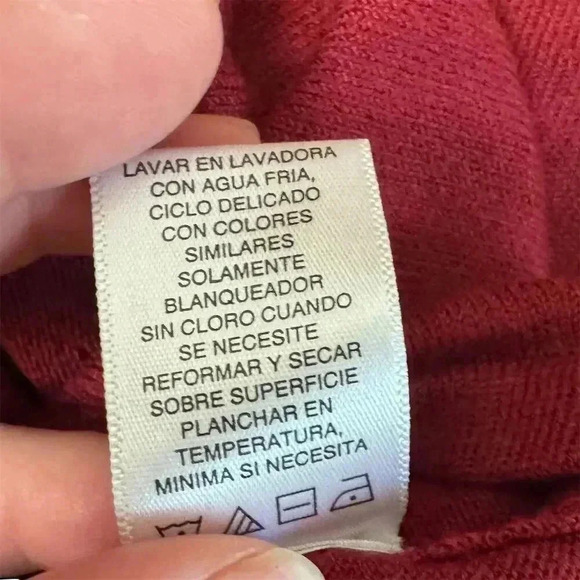 LAVAR EN LAVADORA
CON AGUA FRIA,
CICLO DELICADO
CON COLORES
SIMILARES
SOLAMENTE
BLANQUEADOR
SIN CLORO CUANDO
SE NECESITE
REFORMAR Y SECAR
SOBRE SUPERFICIE
PLANCHAR EN
TEMPERATURA,
MINIMA SI NECESITA